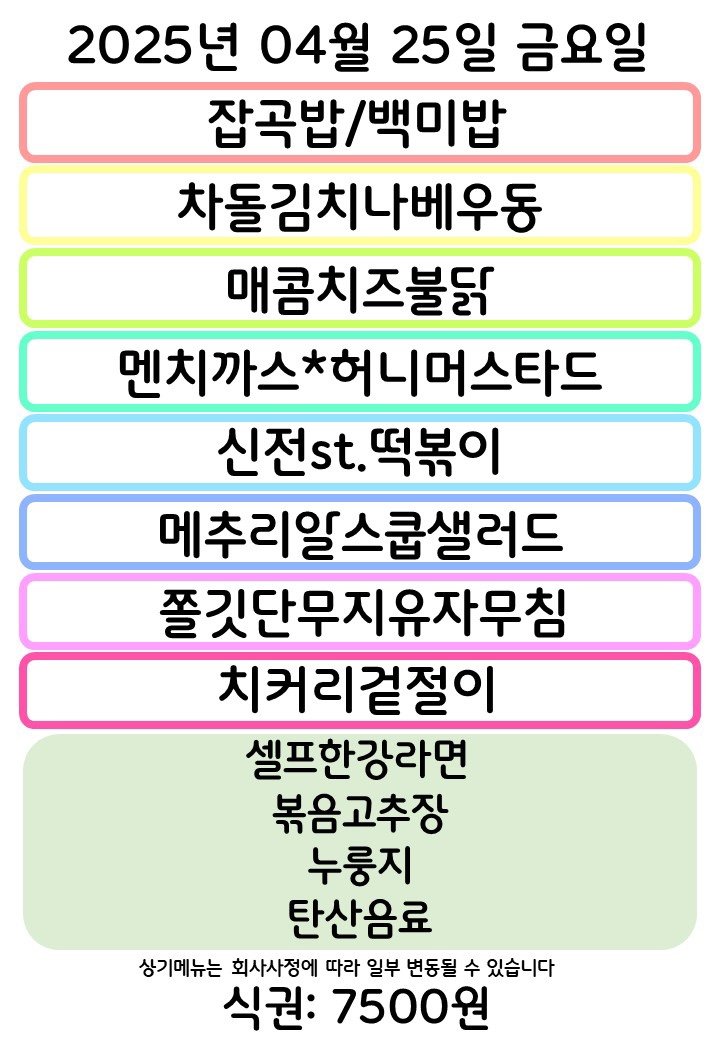 2025년 04월 25일 금요일
잡곡밥/백미밥
차돌김치나베우동
매콤치즈불닭
멘치까스*허니머스타드
신전st.떡볶이
메추리알스쿱샐러드
쫄깃단무지유자무침
치커리겉절이
셀프한강라면
볶음고추장
누룽지
탄산음료
상기메뉴는 회사사정에 따라 일부 변동될 수 있습니다
식권: 7500원